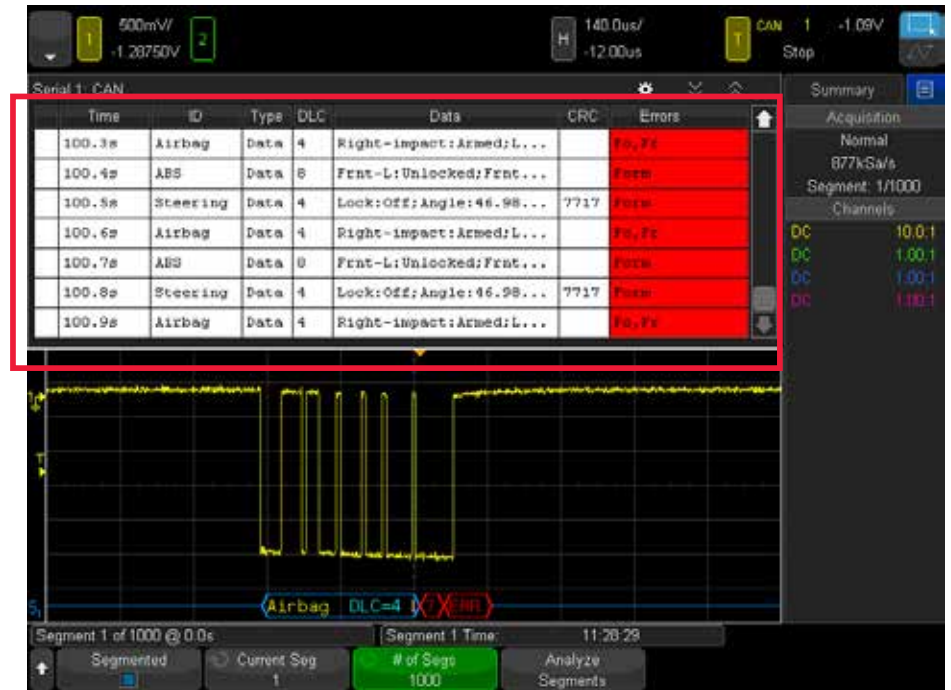 1 500mV/ 2 H 140.0us/ T CAN 1 -1.09V
-1.28750V -12.00us Stop
Serial 1: CAN Summary
Time ID Type DLC Data CRC Errors Acquisition
100.3s Airbag Data 4 Right-impact:Armed;L... Fo,Fr Normal
877kSa/s
100.4s ABS Data 8 Frnt-L:Unlocked;Frnt... Form
Segment: 1/1000
100.5s Steering Data 4 Lock:Off;Angle:46.98... 7717 Form Channels
100.6s Airbag Data 4 Right-impact:Armed;L... Fo,Fr DC 10.0:1
DC 1.00:1
100.7s ABS Data 8 Frnt-L:Unlocked;Frnt... Form
DC 1.00:1
100.8s Steering Data 4 Lock:Off;Angle:46.98... 7717 Form DC 1.00:1
100.9s Airbag Data 4 Right-impact:Armed;L... Fo,Fr
T
S1 Airbag DLC=4 ERR
Segment 1 of 1000 @ 0.0s Segment 1 Time: 11:28:29
Segmented Current Seg # of Segs Analyze
1 1000 Segments